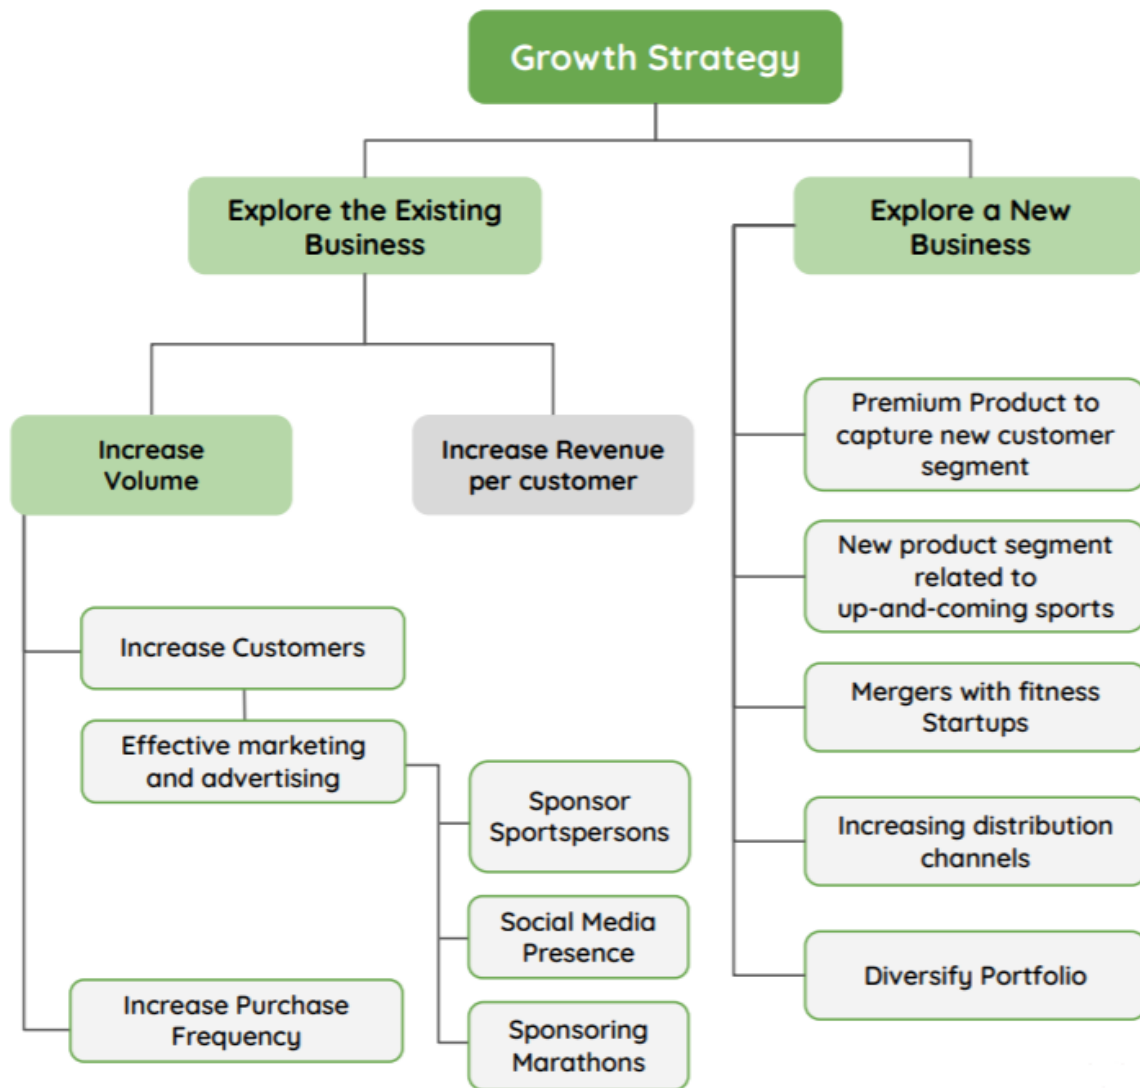 Growth Strategy
Explore the Existing
Business
Explore a New
Business
Increase
Volume
Increase Revenue
per customer
Increase Customers
Effective marketing
and advertising
Sponsor
Sportspersons
Social Media
Presence
Sponsoring
Marathons
Increase Purchase
Frequency
Premium Product to
capture new customer
segment
New product segment
related to
up-and-coming sports
Mergers with fitness
Startups
Increasing distribution
channels
Diversify Portfolio